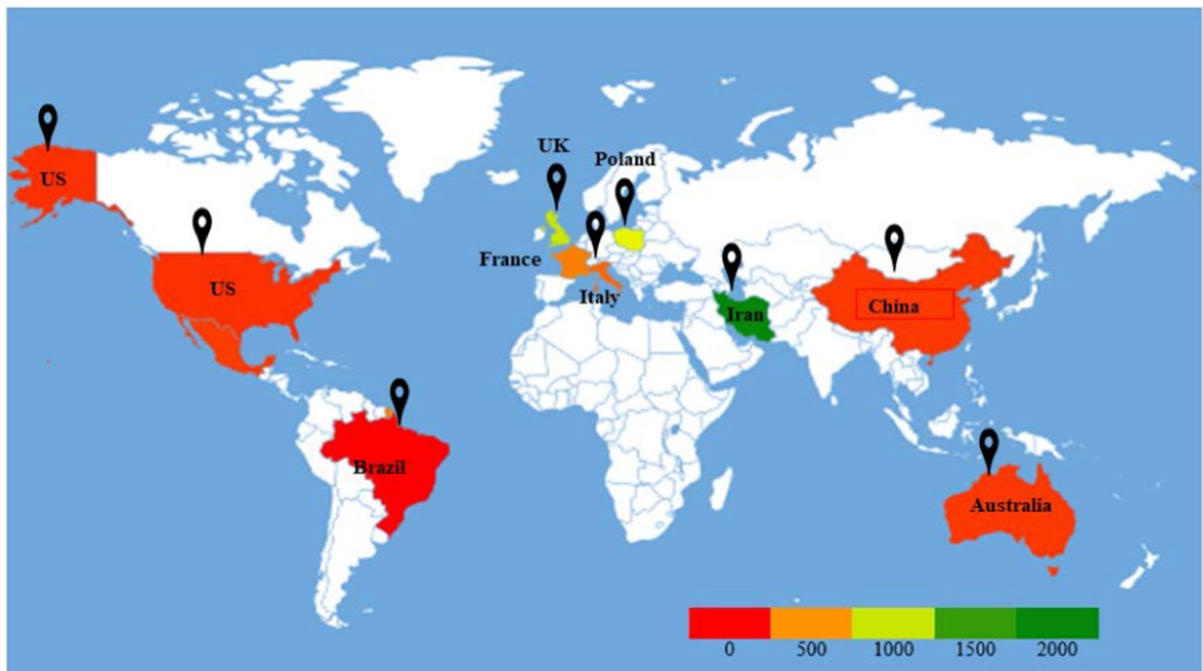 UK
Poland
US
US
France
Italy
Iran
China
Brazil
Australia
0 500 1000 1500 2000